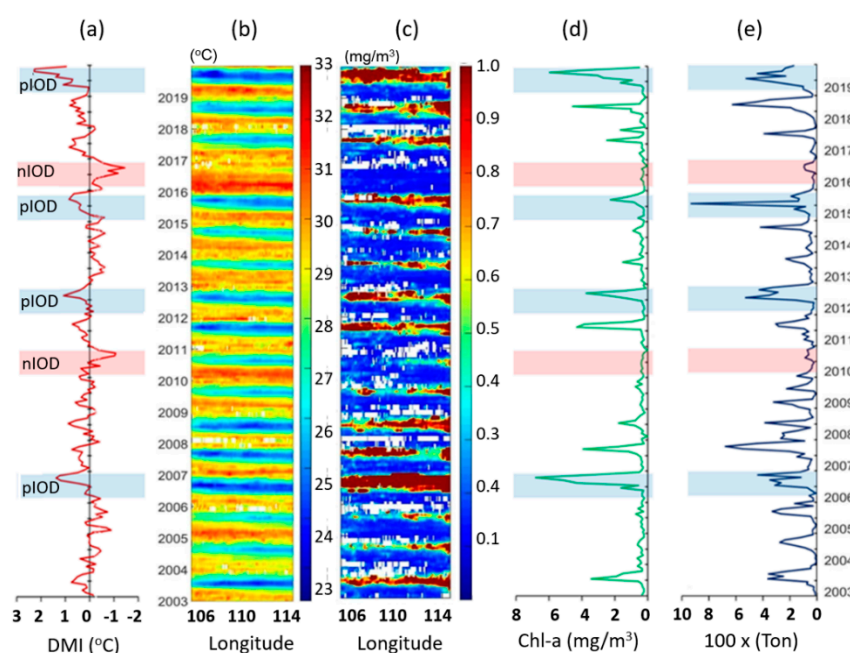 (a) (b) (c) (d) (e)
(°C) (mg/m³)
33 1.0
pIOD
2019 2019
32 0.9
2018 2018
31 0.8
2017 2017
nIOD
30 0.7
2016 2016
pIOD
2015 2015
29 0.6
2014 2014
2013 2013
28 0.5
pIOD
2012 2012
27 0.4
2011 2011
nIOD
2010 2010
26 0.3
2009 2009
2008 2008
25 0.4
2007 2007
pIOD
2006 2006
24 0.1
2005 2005
2004 2004
23
2003 2003
3 2 1 0 -1 -2 106 110 114 106 110 114 8 6 4 2 0 10 8 6 4 2 0
DMI (°C) Longitude Longitude Chl-a (mg/m³) 100 x (Ton)